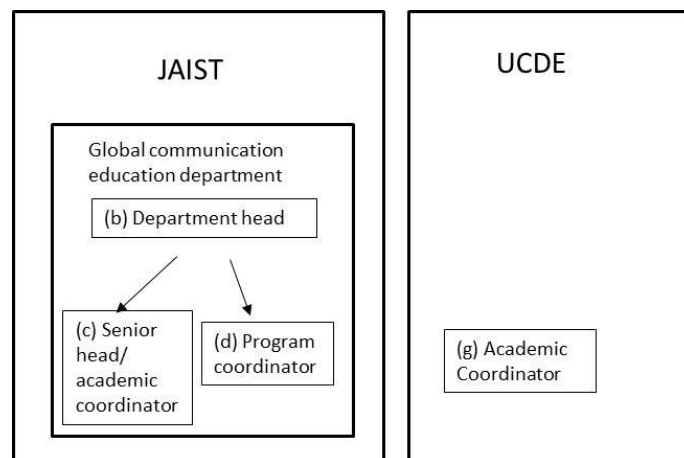 JAIST
Global communication
education department
(b) Department head
(c) Senior
head/
academic
coordinator
(d) Program
coordinator
UCDE
(g) Academic
Coordinator